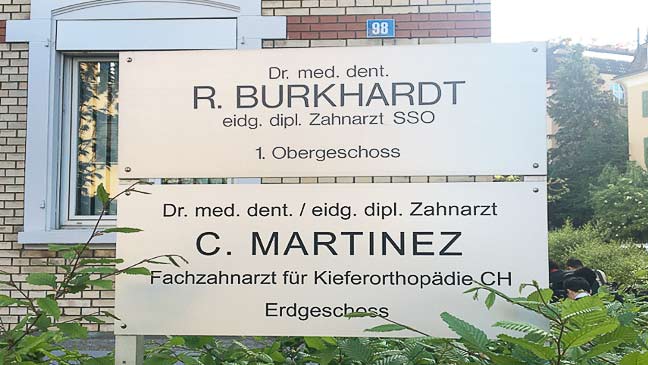 98
Dr. med. dent.
R. BURKHARDT
eidg. dipl. Zahnarzt SSO
1. Obergeschoss
Dr. med. dent. / eidg. dipl. Zahnarzt
C. MARTINEZ
Fachzahnarzt für Kieferorthopädie CH
Erdgeschoss